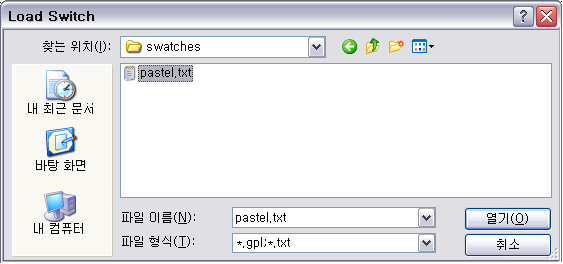 Load Switch
찾는 위치(I): swatches
pastel.txt
내 최근 문서
바탕 화면
내 컴퓨터
파일 이름(N): pastel.txt 열기(O)
파일 형식(T): *.gpl;*.txt 취소